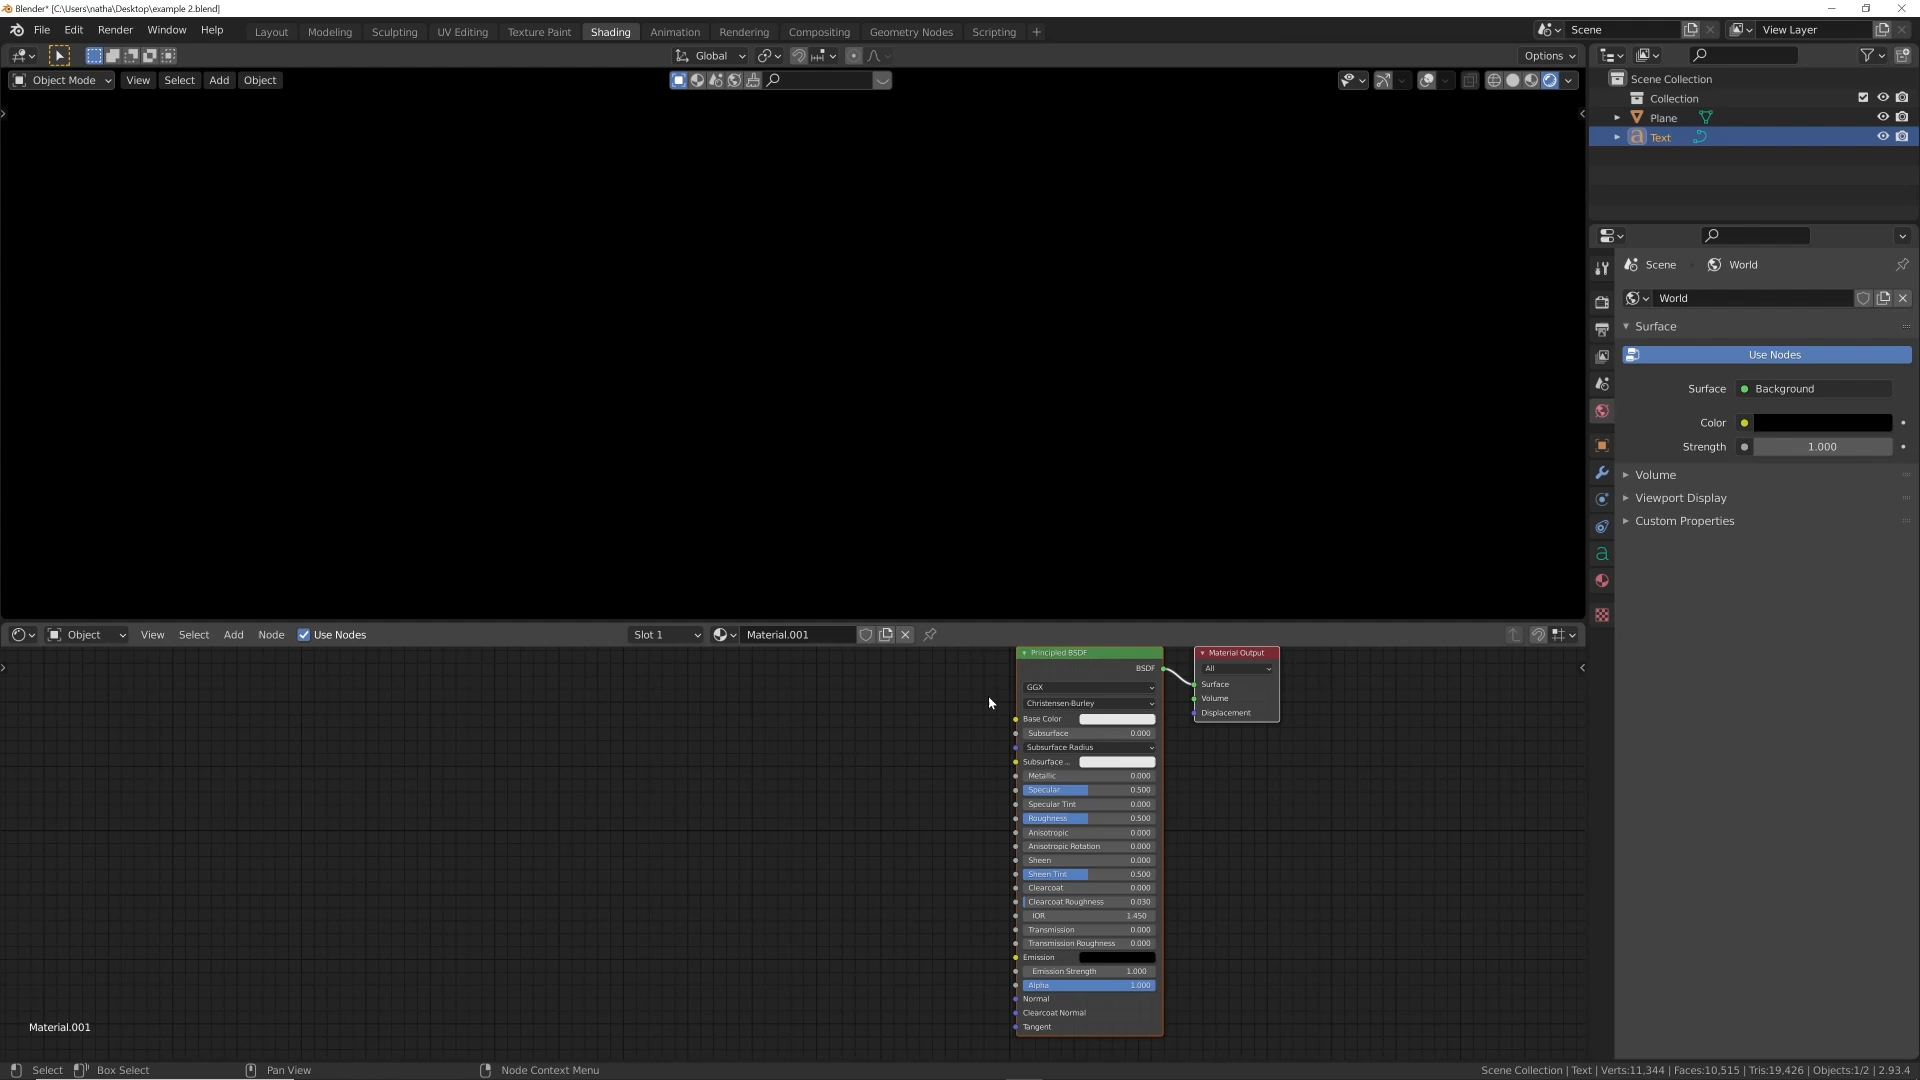 Blender* [C:\Users\natha\Desktop\example 2.blend]
File Edit Render Window Help Layout Modeling Sculpting UV Editing Texture Paint Shading Animation Rendering Compositing Geometry Nodes Scripting + Scene View Layer
Global Options
Object Mode View Select Add Object
Scene Collection
Collection
Plane
Text
Scene World
World
Surface
Use Nodes
Surface Background
Color
Strength 1.000
Volume
Viewport Display
Custom Properties
Object View Select Add Node Use Nodes Slot 1 Material.001
Principled BSDF
BSDF
GGX
Christensen-Burley
Base Color
Subsurface 0.000
Subsurface Radius
Subsurface ..
Metallic 0.000
Specular 0.500
Specular Tint 0.000
Roughness 0.500
Anisotropic 0.000
Anisotropic Rotation 0.000
Sheen 0.000
Sheen Tint 0.500
Clearcoat 0.000
Clearcoat Roughness 0.030
IOR 1.450
Transmission 0.000
Transmission Roughness 0.000
Emission
Emission Strength 1.000
Alpha 1.000
Normal
Clearcoat Normal
Tangent
Material Output
All
Surface
Volume
Displacement
Material.001
Select Box Select Pan View Node Context Menu Scene Collection | Text | Verts:11,344 | Faces:10,515 | Tris:19,426 | Objects:1/2 | 2.93.4